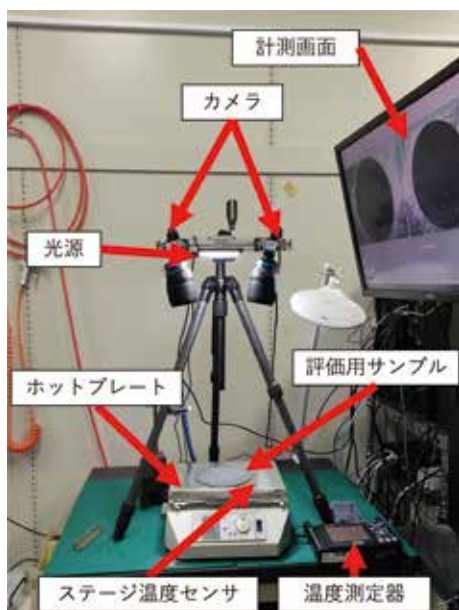 計測画面
カメラ
光源
ホットプレート
評価用サンプル
ステージ温度センサ
温度測定器